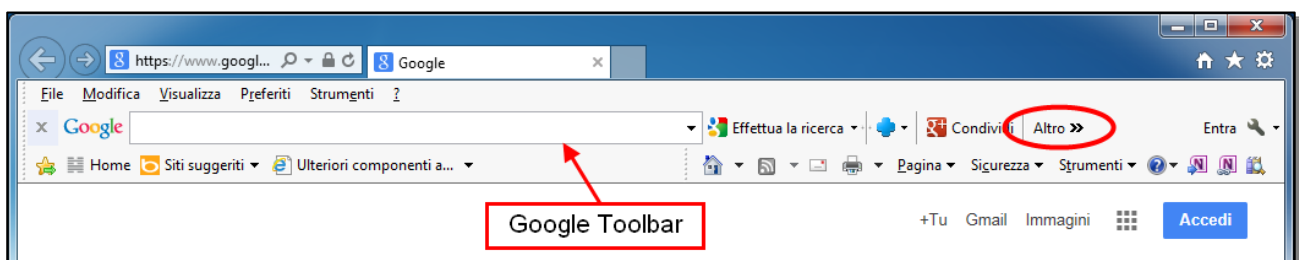 https://www.googl... Google
File Modifica Visualizza Preferiti Strumenti ?
x Google Effettua la ricerca Condividi Altro » Entra
Home Siti suggeriti Ulteriori componenti a... Pagina Sicurezza Strumenti
Google Toolbar
+Tu Gmail Immagini Accedi